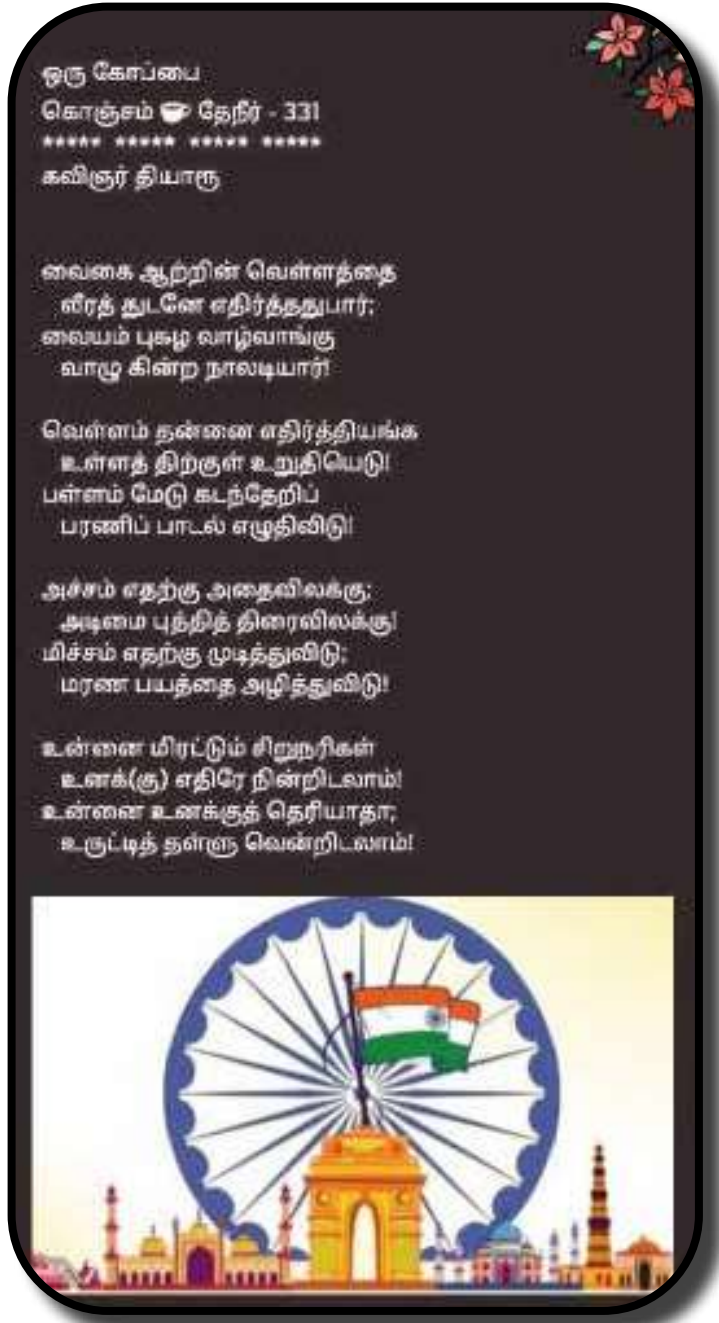 ஒரு கோப்பை
கொஞ்சம் ☕ தேநீர் - 331
***** ***** ***** *****
கவிஞர் தியாரூ
வைகை ஆற்றின் வெள்ளத்தை
வீரத் துடனே எதிர்த்ததுபார்;
வையம் புகழ வாழ்வாங்கு
வாழு கின்ற நாலடியார்!
வெள்ளம் தன்னை எதிர்த்தியங்க
உள்ளத் திற்குள் உறுதியெடு!
பள்ளம் மேடு கடந்தேறிப்
பரணிப் பாடல் எழுதிவிடு!
அச்சம் எதற்கு அதைவிலக்கு;
அடிமை புத்தித் திரைவிலக்கு!
மிச்சம் எதற்கு முடித்துவிடு;
மரண பயத்தை அழித்துவிடு!
உன்னை மிரட்டும் சிறுநரிகள்
உனக்(கு) எதிரே நின்றிடலாம்!
உன்னை உனக்குத் தெரியாதா;
உருட்டித் தள்ளு வென்றிடலாம்!